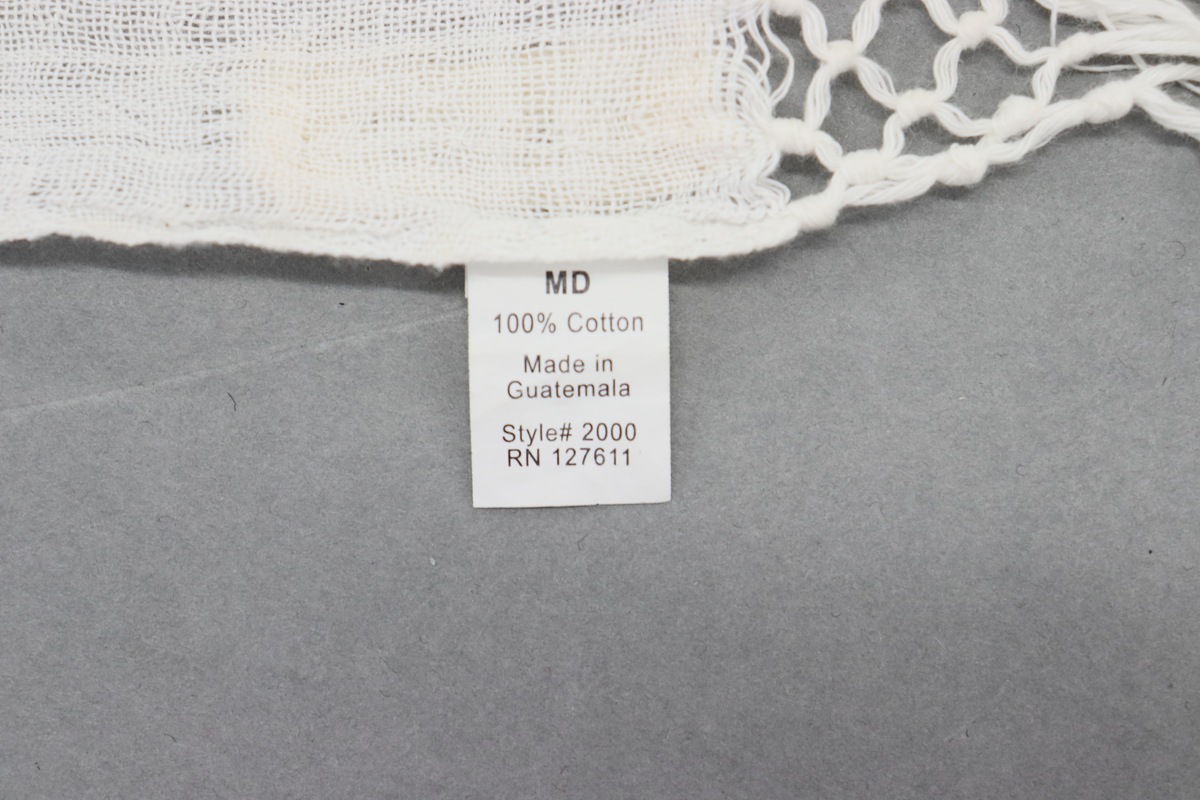 MD
100% Cotton
Made in
Guatemala
Style# 2000
RN 127611